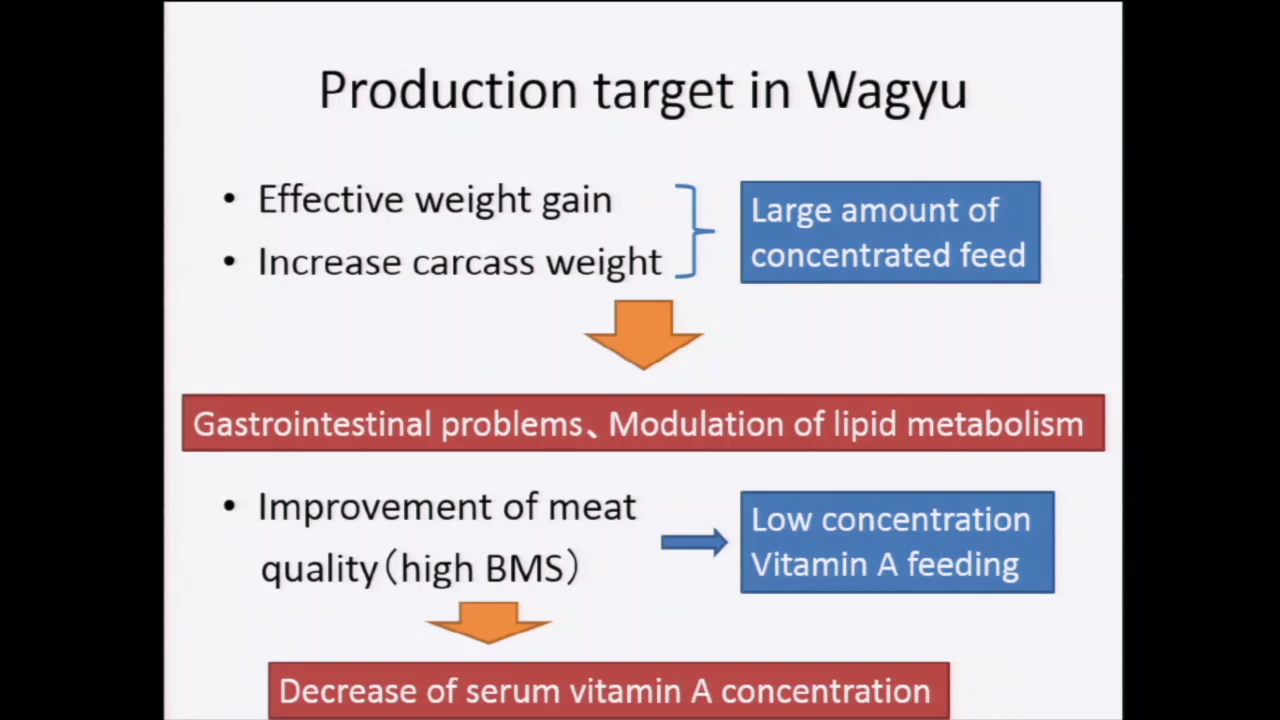 Production target in Wagyu
• Effective weight gain
• Increase carcass weight
Large amount of
concentrated feed
Gastrointestinal problems、Modulation of lipid metabolism
• Improvement of meat
quality（high BMS）
Low concentration
Vitamin A feeding
Decrease of serum vitamin A concentration